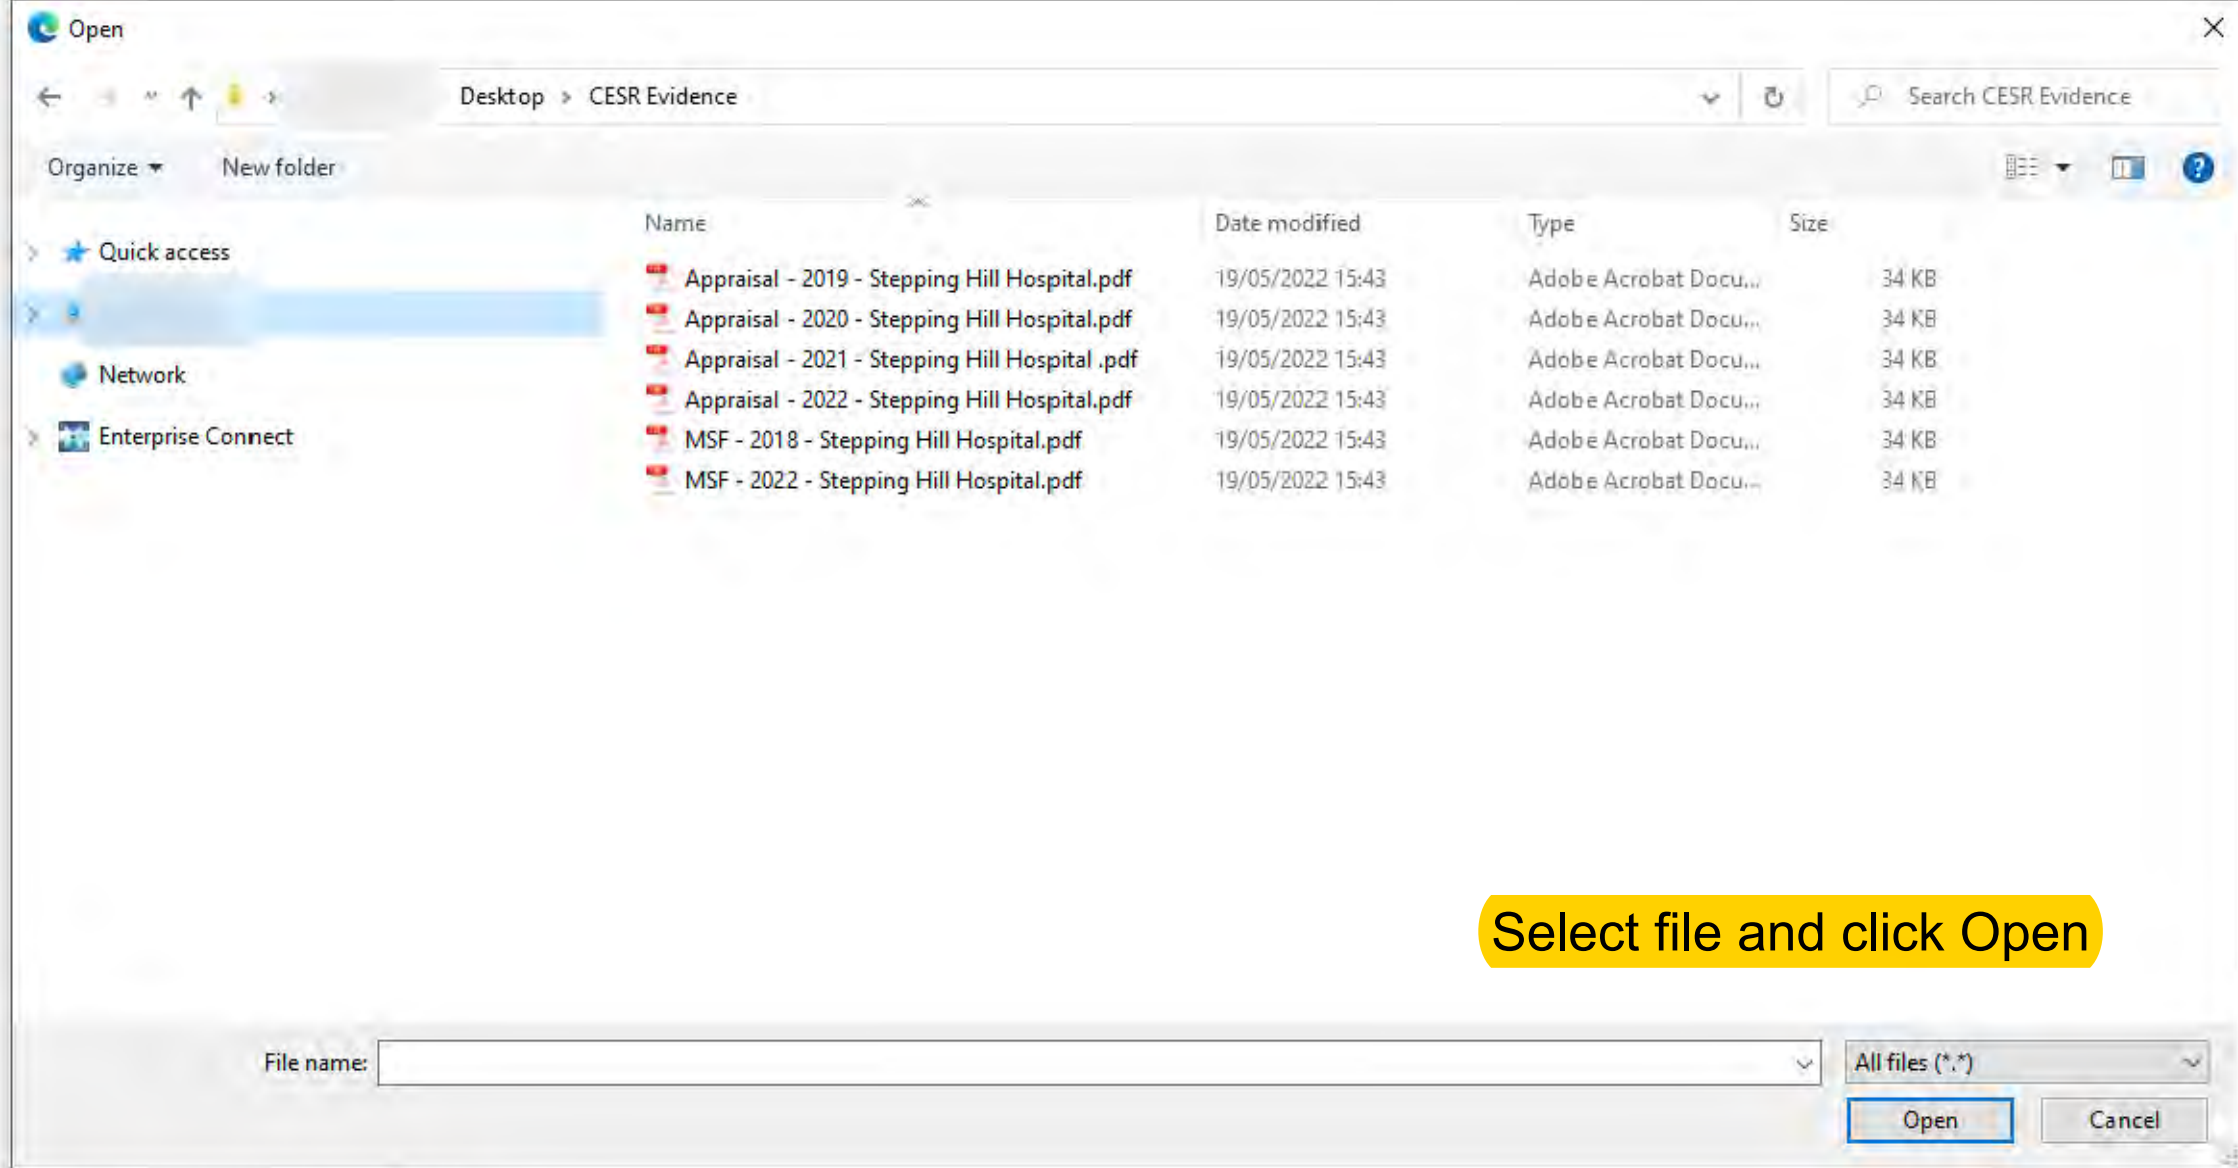 Open
Desktop > CESR Evidence
Search CESR Evidence
Organize
New folder
Name Date modified Type Size
Quick access
Network
Enterprise Connect
Appraisal - 2019 - Stepping Hill Hospital.pdf 19/05/2022 15:43 Adobe Acrobat Docu... 34 KB
Appraisal - 2020 - Stepping Hill Hospital.pdf 19/05/2022 15:43 Adobe Acrobat Docu... 34 KB
Appraisal - 2021 - Stepping Hill Hospital .pdf 19/05/2022 15:43 Adobe Acrobat Docu... 34 KB
Appraisal - 2022 - Stepping Hill Hospital.pdf 19/05/2022 15:43 Adobe Acrobat Docu... 34 KB
MSF - 2018 - Stepping Hill Hospital.pdf 19/05/2022 15:43 Adobe Acrobat Docu... 34 KB
MSF - 2022 - Stepping Hill Hospital.pdf 19/05/2022 15:43 Adobe Acrobat Docu... 34 KB
Select file and click Open
File name:
All files (*.*)
Open Cancel